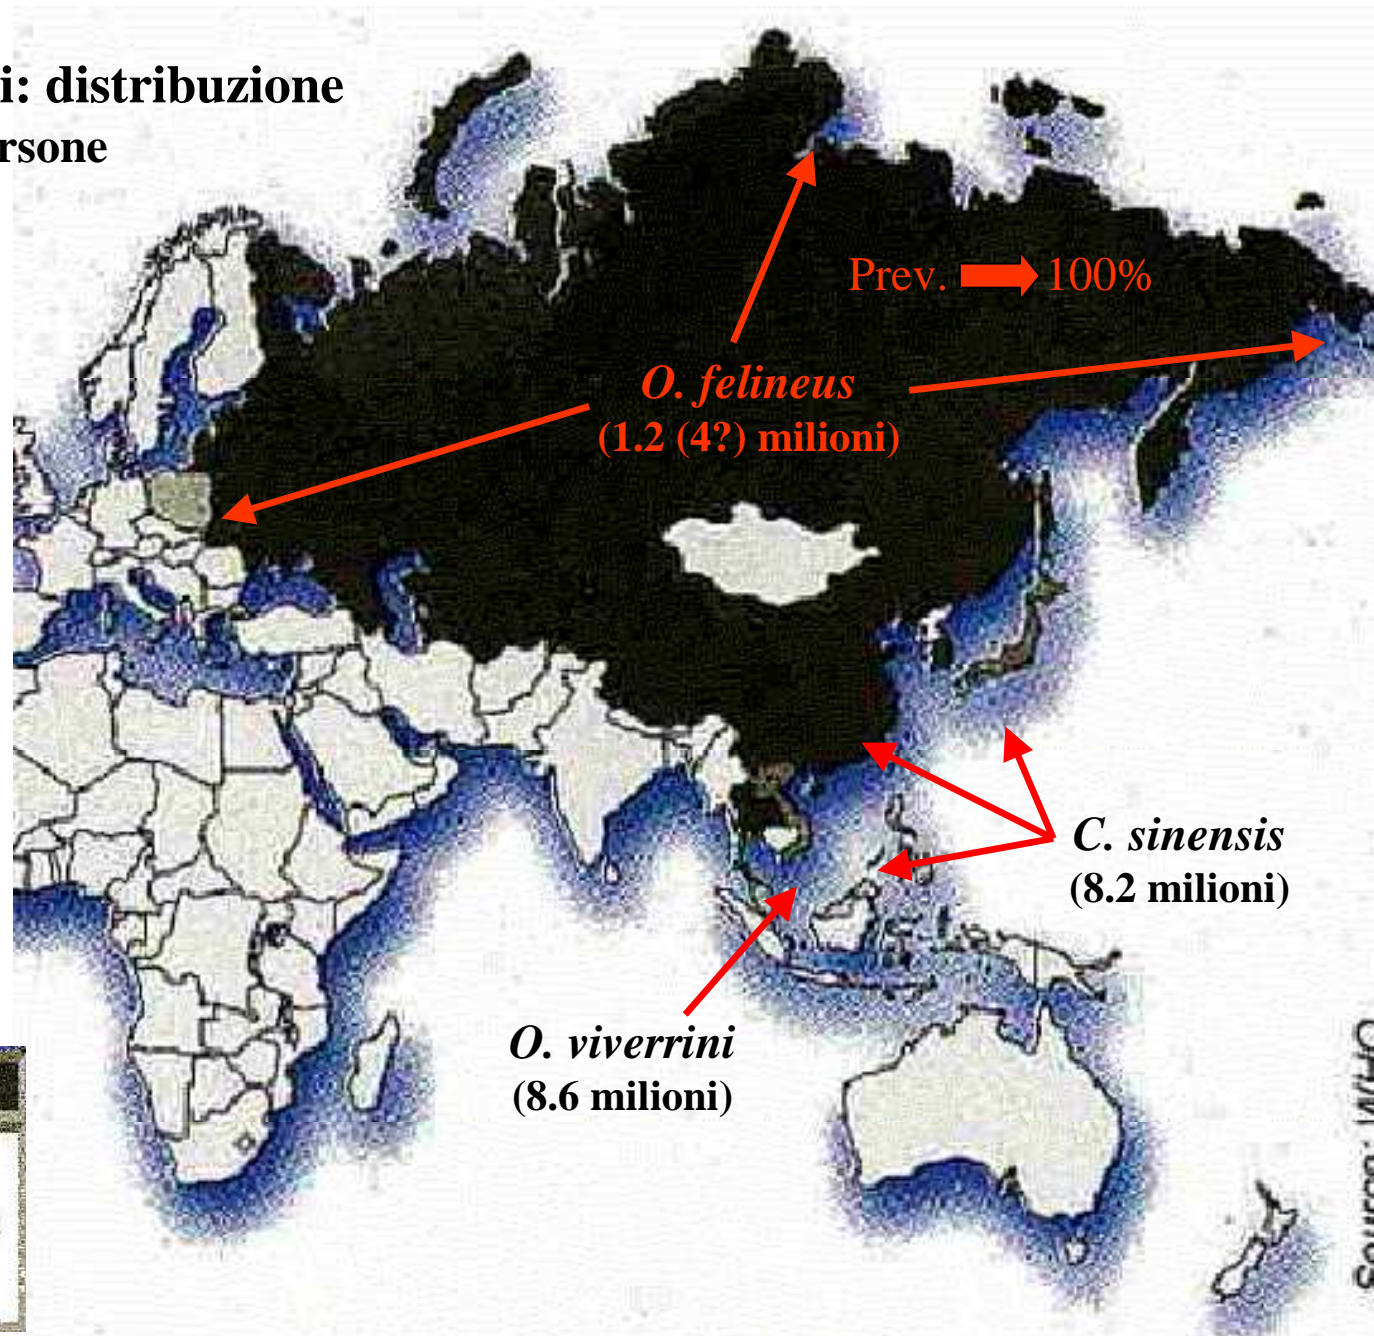 i: distribuzione
rsone
Prev. 100%
O. felineus
(1.2 (4?) milioni)
C. sinensis
(8.2 milioni)
O. viverrini
(8.6 milioni)
Source: WHO